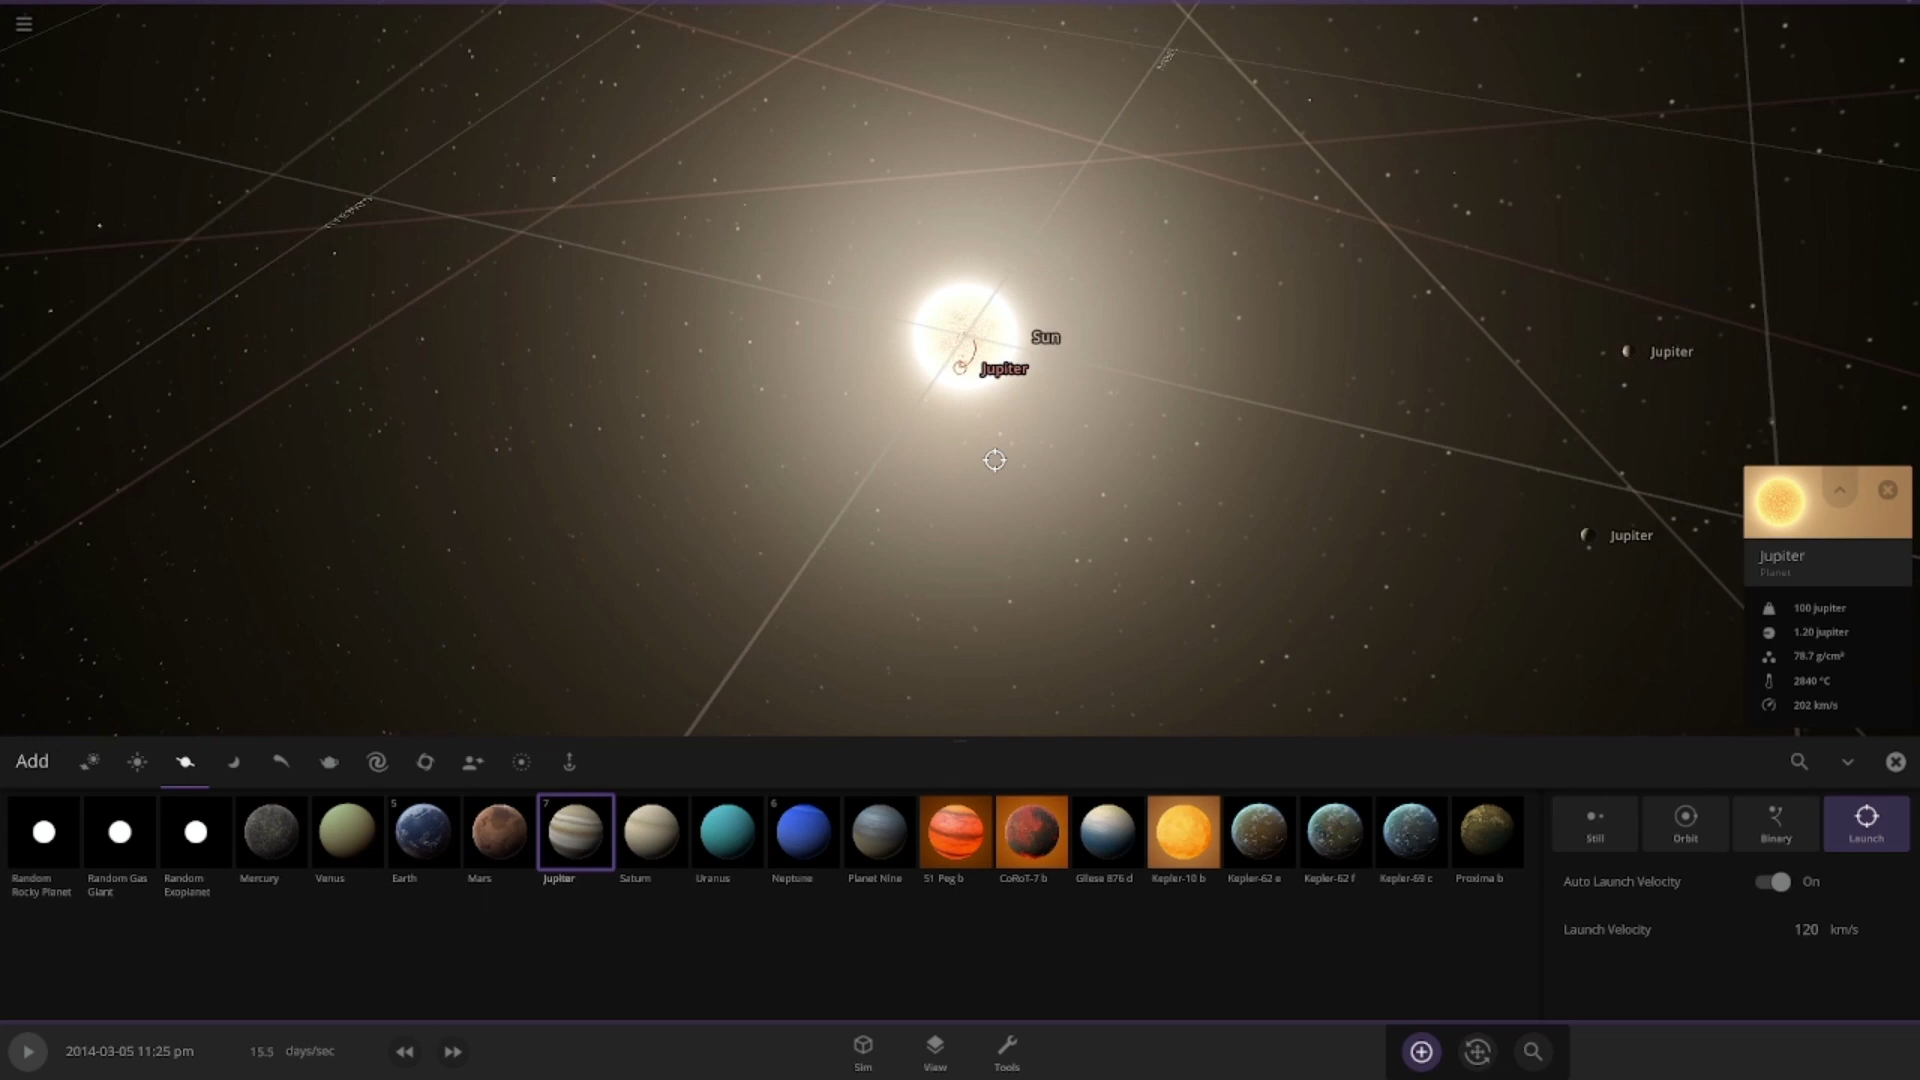 Sun
Jupiter
Jupiter
Jupiter
Jupiter
Planet
100 jupiter
1.20 jupiter
78.7 g/cm³
2840 °C
202 km/s
Add
5
7
6
Random Rocky Planet
Random Gas Giant
Random Exoplanet
Mercury
Venus
Earth
Mars
Jupiter
Saturn
Uranus
Neptune
Planet Nine
51 Peg b
CoRoT-7 b
Gliese 876 d
Kepler-10 b
Kepler-62 e
Kepler-62 f
Kepler-69 c
Proxima b
Still
Orbit
Binary
Launch
Auto Launch Velocity On
Launch Velocity 120 km/s
2014-03-05 11:25 pm 15.5 days/sec
Sim
View
Tools